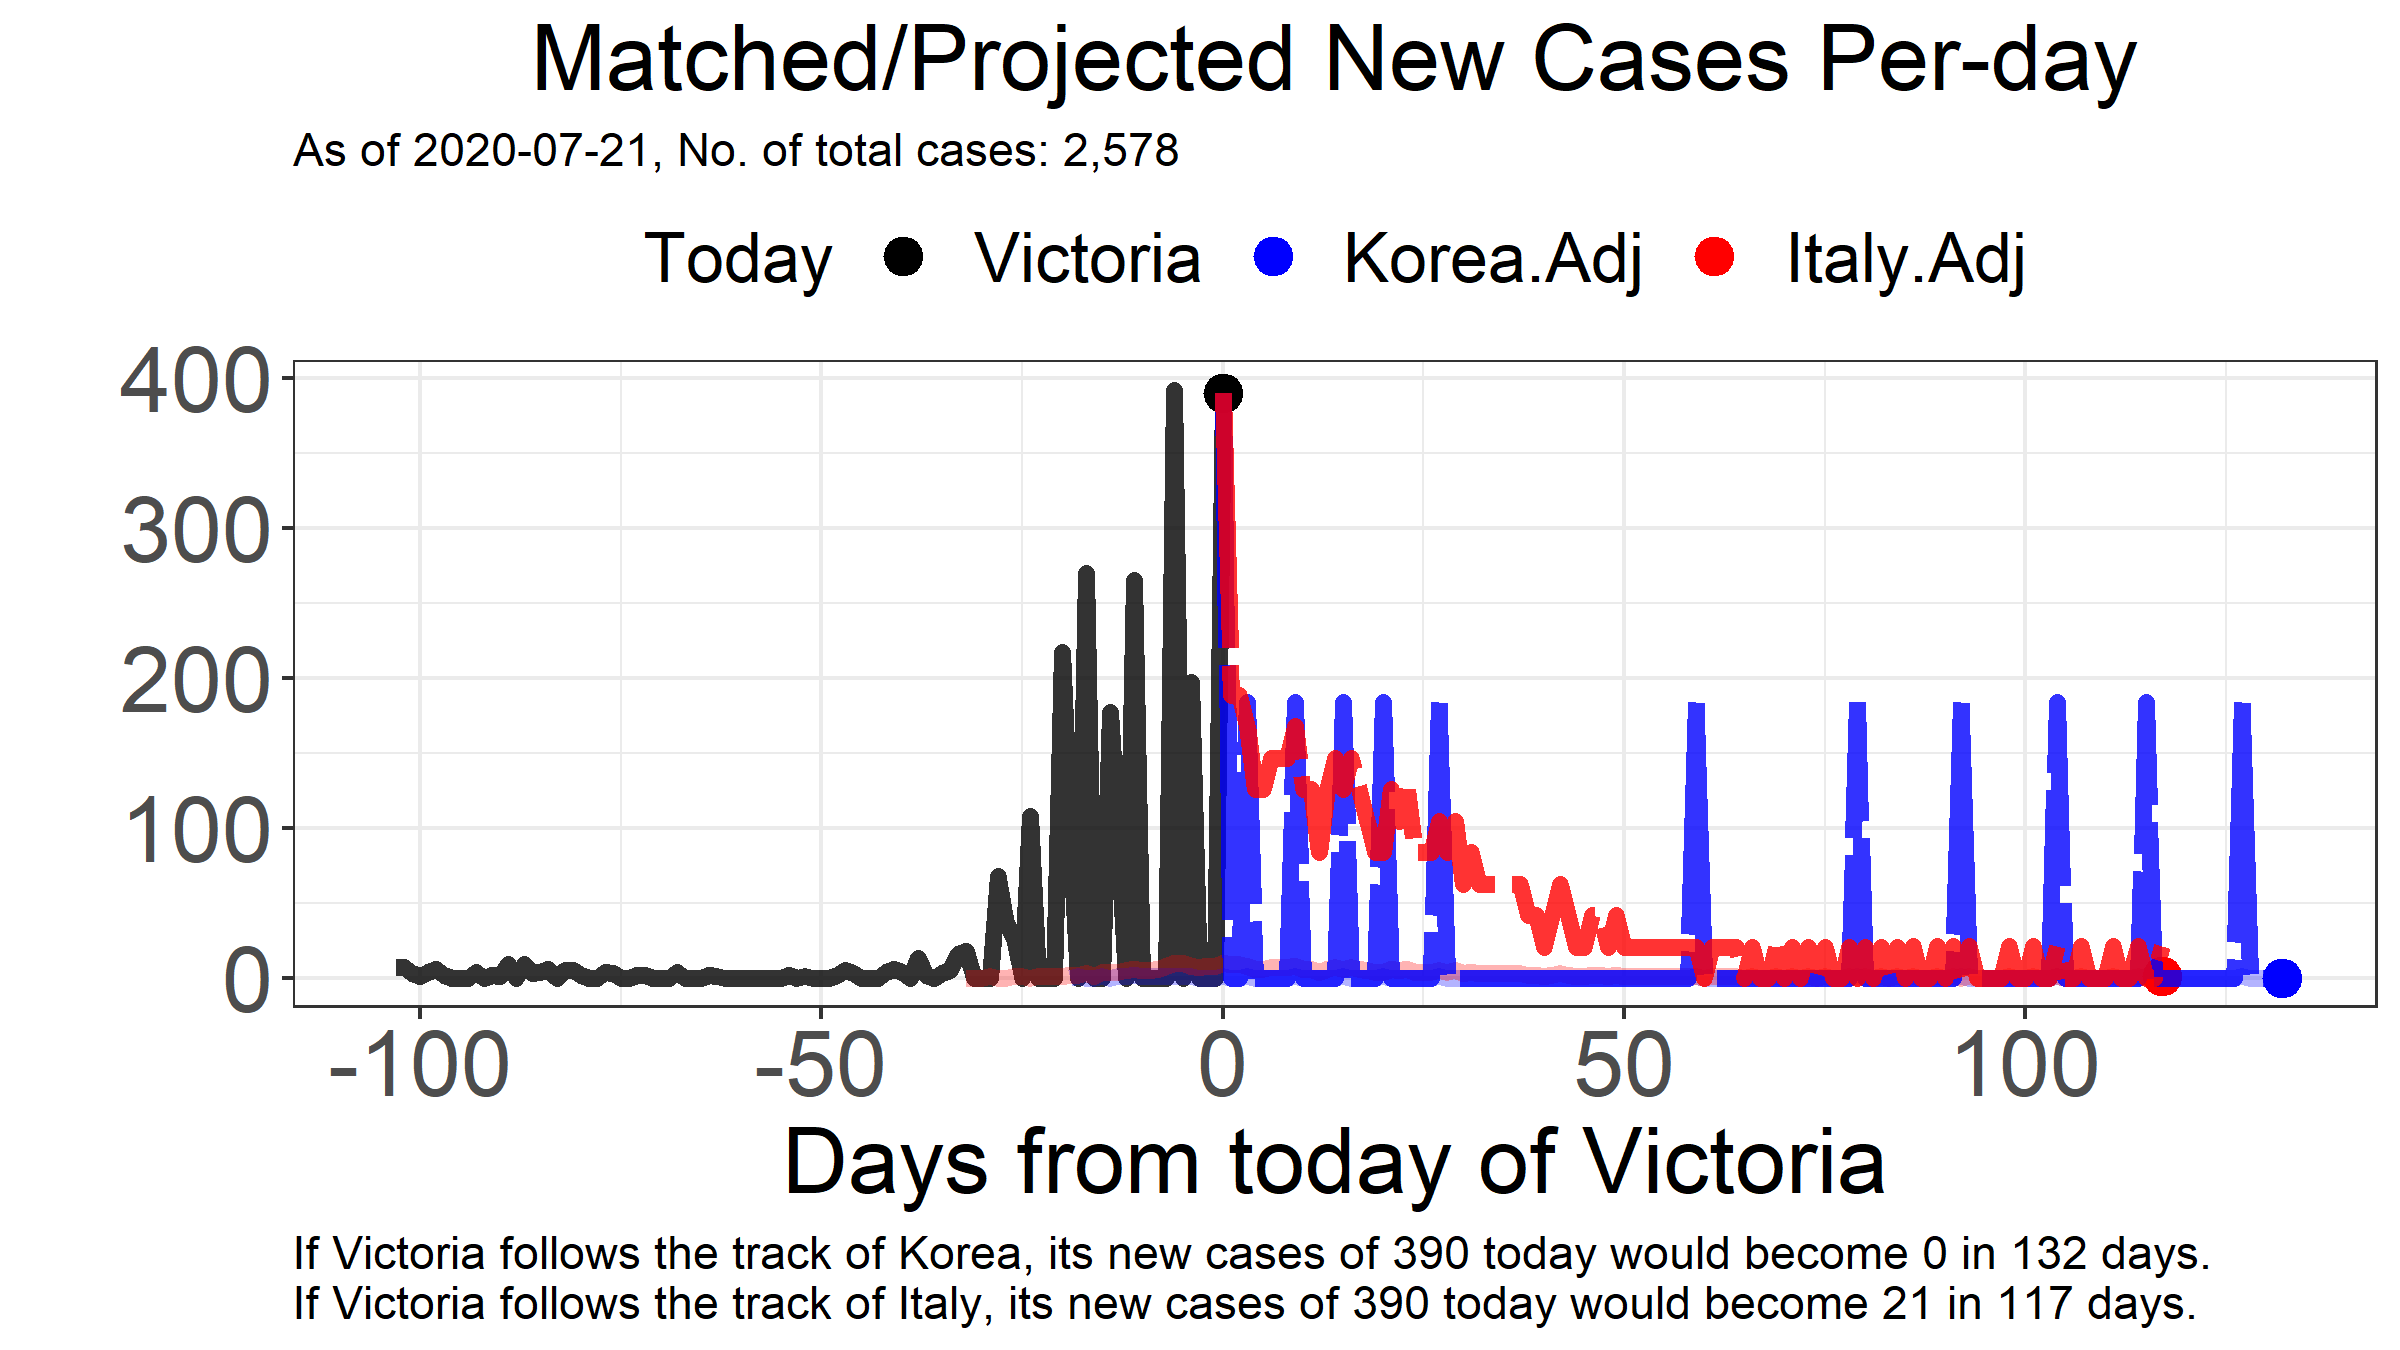 Matched/Projected New Cases Per-day
As of 2020-07-21, No. of total cases: 2,578
Today Victoria Korea.Adj Italy.Adj
400
300
200
100
0
-100 -50 0 50 100
Days from today of Victoria
If Victoria follows the track of Korea, its new cases of 390 today would become 0 in 132 days.
If Victoria follows the track of Italy, its new cases of 390 today would become 21 in 117 days.